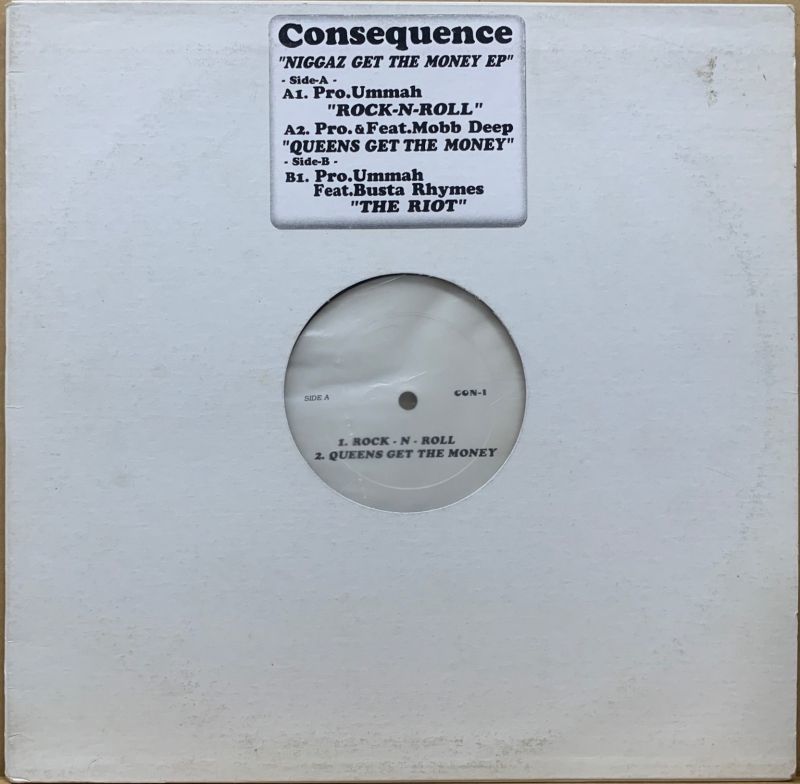 Consequence
"NIGGAZ GET THE MONEY EP"
- Side-A -
A1. Pro.Ummah
"ROCK-N-ROLL"
A2. Pro.&Feat.Mobb Deep
"QUEENS GET THE MONEY"
- Side-B -
B1. Pro.Ummah
Feat.Busta Rhymes
"THE RIOT"
SIDE A
CON-1
1. ROCK - N - ROLL
2. QUEENS GET THE MONEY